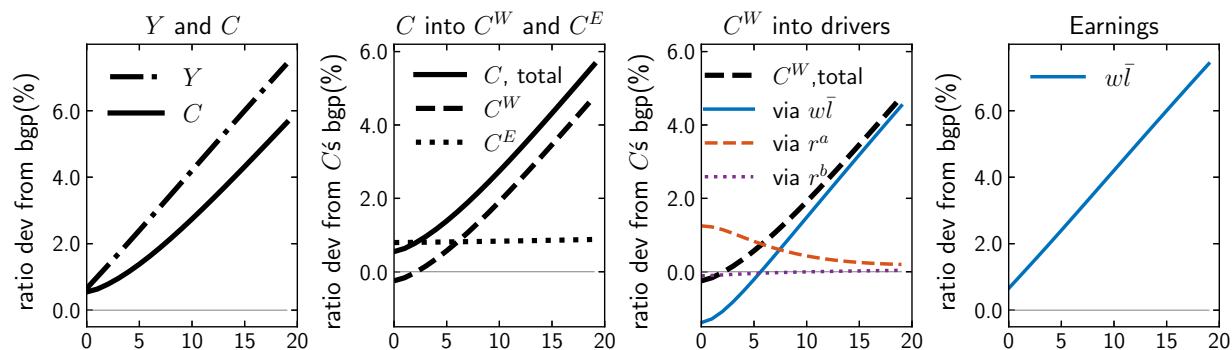 Y and C
ratio dev from bgp(%)
6.0
4.0
2.0
0.0
Y
C
0 5 10 15 20
C into C^W and C^E
ratio dev from C's bgp(%)
6.0
4.0
2.0
0.0
C, total
C^W
C^E
0 5 10 15 20
C^W into drivers
ratio dev from C's bgp(%)
6.0
4.0
2.0
0.0
C^W,total
via wl̄
via r^a
via r^b
0 5 10 15 20
Earnings
ratio dev from bgp(%)
6.0
4.0
2.0
0.0
wl̄
0 5 10 15 20